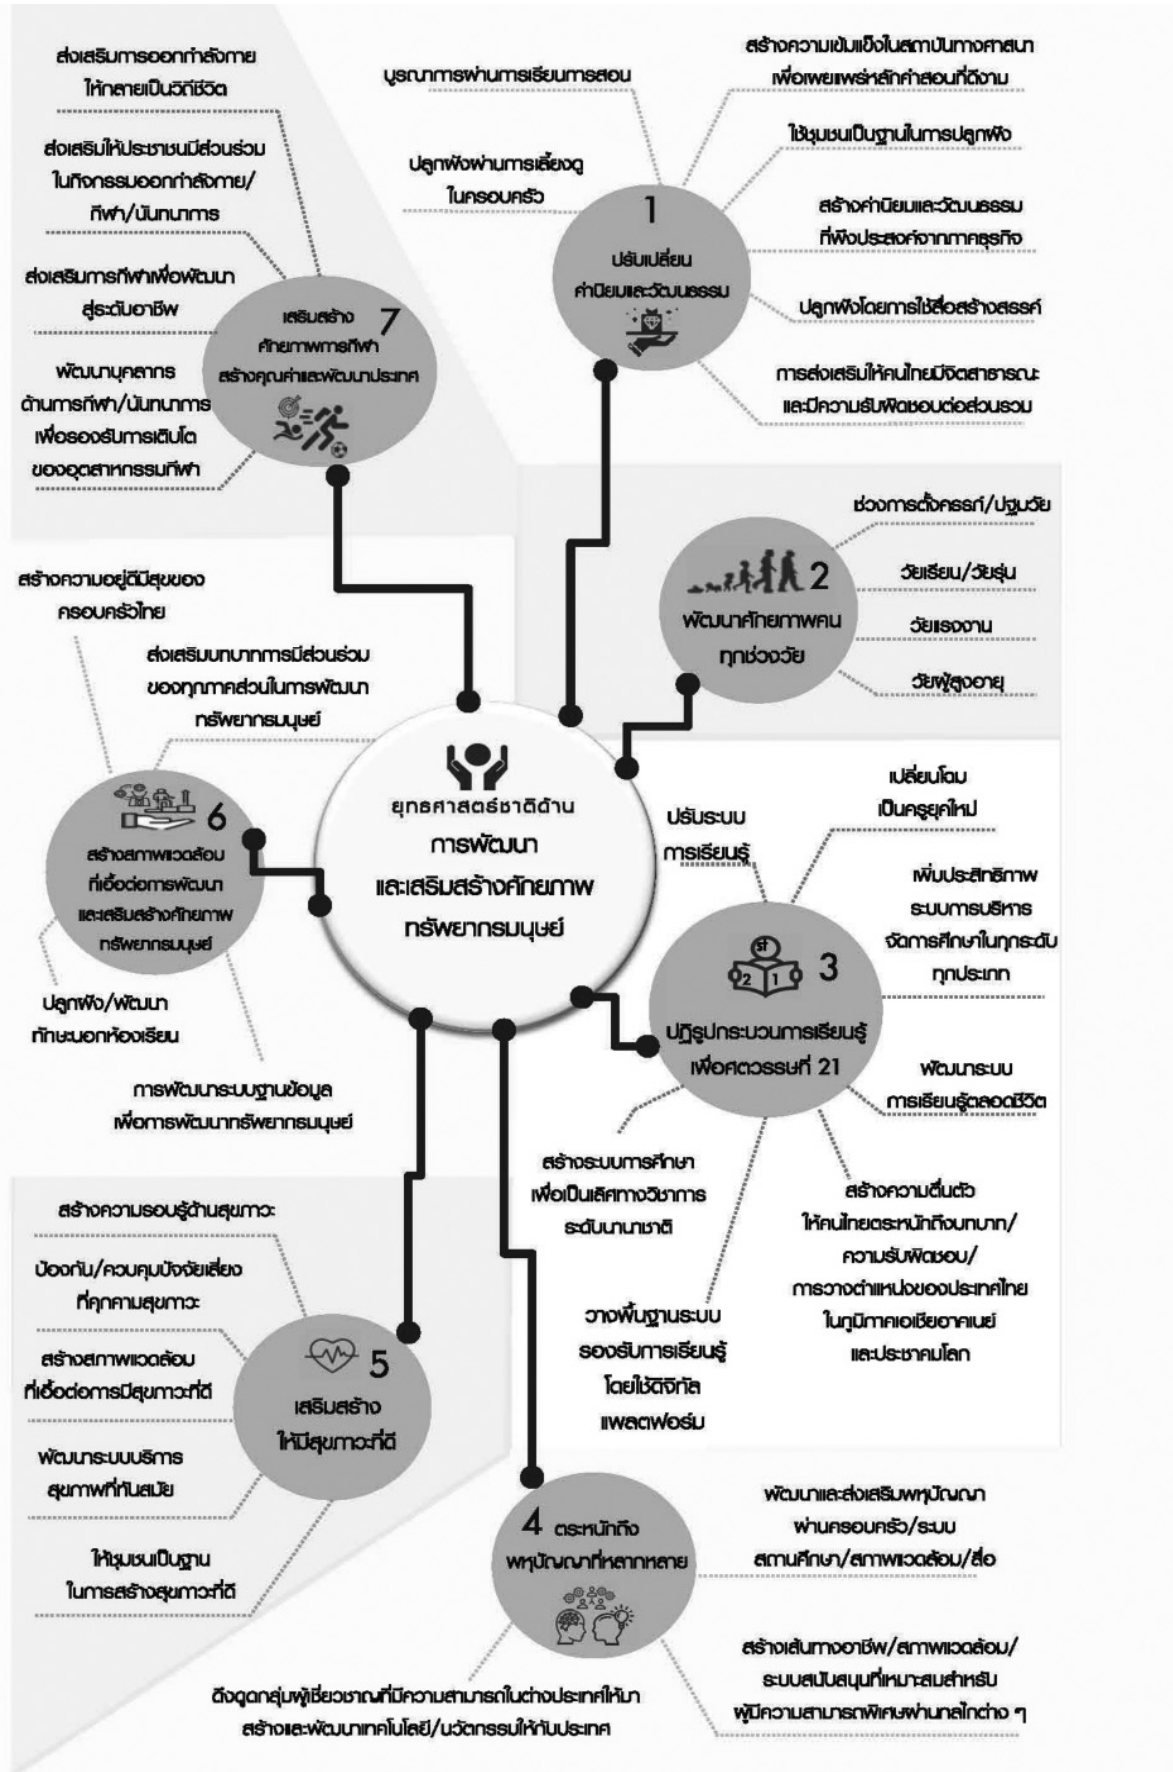 ยุทธศาสตร์ชาติด้าน
การพัฒนา
และเสริมสร้างศักยภาพ
ทรัพยากรมนุษย์
1
ปรับเปลี่ยน
ค่านิยมและวัฒนธรรม
ปลูกฝังผ่านการเลี้ยงดู
ในครอบครัว
บูรณาการผ่านการเรียนการสอน
สร้างความเข้มแข็งในสถาบันทางศาสนา
เพื่อเผยแพร่หลักคำสอนที่ดีงาม
ใช้ชุมชนเป็นฐานในการปลูกฝัง
สร้างค่านิยมและวัฒนธรรม
ที่พึงประสงค์จากภาคธุรกิจ
ปลูกฝังโดยการใช้สื่อสร้างสรรค์
การส่งเสริมให้คนไทยมีจิตสาธารณะ
และมีความรับผิดชอบต่อส่วนรวม
2
พัฒนาศักยภาพคน
ทุกช่วงวัย
ช่วงการตั้งครรภ์/ปฐมวัย
วัยเรียน/วัยรุ่น
วัยแรงงาน
วัยผู้สูงอายุ
st
2 1
3
ปฏิรูปกระบวนการเรียนรู้
เพื่อศตวรรษที่ 21
ปรับระบบ
การเรียนรู้
เปลี่ยนโฉม
เป็นครูยุคใหม่
เพิ่มประสิทธิภาพ
ระบบการบริหาร
จัดการศึกษาในทุกระดับ
ทุกประเภท
พัฒนาระบบ
การเรียนรู้ตลอดชีวิต
สร้างความตื่นตัว
ให้คนไทยตระหนักถึงบทบาท/
ความรับผิดชอบ/
การวางตำแหน่งของประเทศไทย
ในภูมิภาคเอเชียอาคเนย์
และประชาคมโลก
วางพื้นฐานระบบ
รองรับการเรียนรู้
โดยใช้ดิจิทัล
แพลตฟอร์ม
สร้างระบบการศึกษา
เพื่อเป็นเลิศทางวิชาการ
ระดับนานาชาติ
4 ตระหนักถึง
พหุปัญญาที่หลากหลาย
พัฒนาและส่งเสริมพหุปัญญา
ผ่านครอบครัว/ระบบ
สถานศึกษา/สภาพแวดล้อม/สื่อ
สร้างเส้นทางอาชีพ/สภาพแวดล้อม/
ระบบสนับสนุนที่เหมาะสมสำหรับ
ผู้มีความสามารถพิเศษผ่านกลไกต่าง ๆ
ดึงดูดกลุ่มผู้เชี่ยวชาญที่มีความสามารถในต่างประเทศให้มา
สร้างและพัฒนาเทคโนโลยี/นวัตกรรมให้กับประเทศ
5
เสริมสร้าง
ให้มีสุขภาวะที่ดี
สร้างความรอบรู้ด้านสุขภาวะ
ป้องกัน/ควบคุมปัจจัยเสี่ยง
ที่คุกคามสุขภาวะ
สร้างสภาพแวดล้อม
ที่เอื้อต่อการมีสุขภาวะที่ดี
พัฒนาระบบบริการ
สุขภาพที่ทันสมัย
ให้ชุมชนเป็นฐาน
ในการสร้างสุขภาวะที่ดี
6
สร้างสภาพแวดล้อม
ที่เอื้อต่อการพัฒนา
และเสริมสร้างศักยภาพ
ทรัพยากรมนุษย์
สร้างความอยู่ดีมีสุขของ
ครอบครัวไทย
ส่งเสริมบทบาทการมีส่วนร่วม
ของทุกภาคส่วนในการพัฒนา
ทรัพยากรมนุษย์
ปลูกฝัง/พัฒนา
ทักษะนอกห้องเรียน
การพัฒนาระบบฐานข้อมูล
เพื่อการพัฒนาทรัพยากรมนุษย์
7
เสริมสร้าง
ศักยภาพการกีฬา
สร้างคุณค่าและพัฒนาประเทศ
ส่งเสริมการออกกำลังกาย
ให้กลายเป็นวิถีชีวิต
ส่งเสริมให้ประชาชนมีส่วนร่วม
ในกิจกรรมออกกำลังกาย/
กีฬา/นันทนาการ
ส่งเสริมการกีฬาเพื่อพัฒนา
สู่ระดับอาชีพ
พัฒนาบุคลากร
ด้านการกีฬา/นันทนาการ
เพื่อรองรับการเติบโต
ของอุตสาหกรรมกีฬา